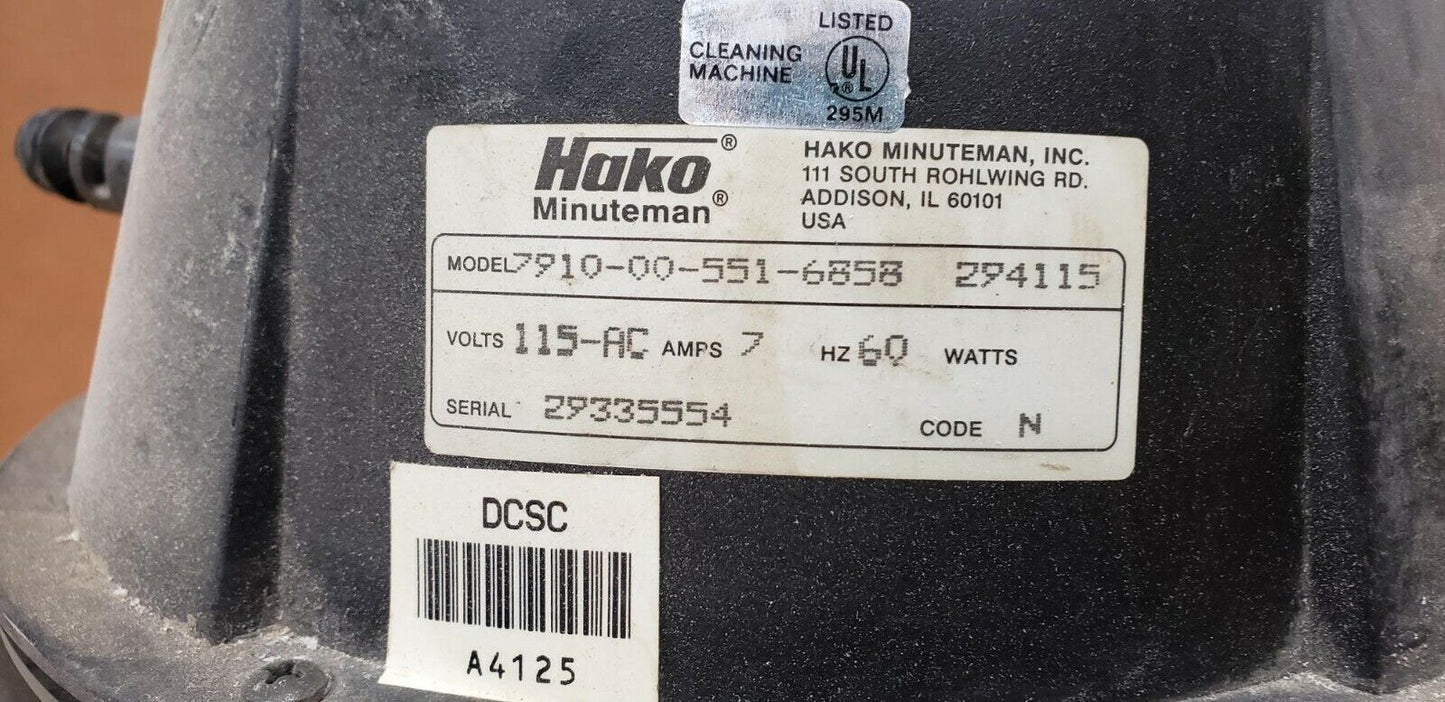 LISTED
CLEANING
MACHINE
UL
®
295M
Hako®
Minuteman®
HAKO MINUTEMAN, INC.
111 SOUTH ROHLWING RD.
ADDISON, IL 60101
USA
MODEL 7910-00-551-6858 294115
VOLTS 115-AC AMPS 7 HZ 60 WATTS
SERIAL 29335554
CODE N
DCSC
A4125